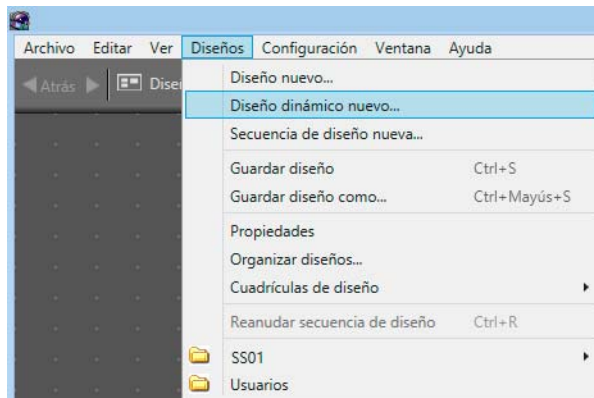 Archivo Editar Ver Diseños Configuración Ventana Ayuda
Atrás Disei
Diseño nuevo...
Diseño dinámico nuevo...
Secuencia de diseño nueva...
Guardar diseño Ctrl+S
Guardar diseño como... Ctrl+Mayús+S
Propiedades
Organizar diseños...
Cuadrículas de diseño
Reanudar secuencia de diseño Ctrl+R
SS01
Usuarios